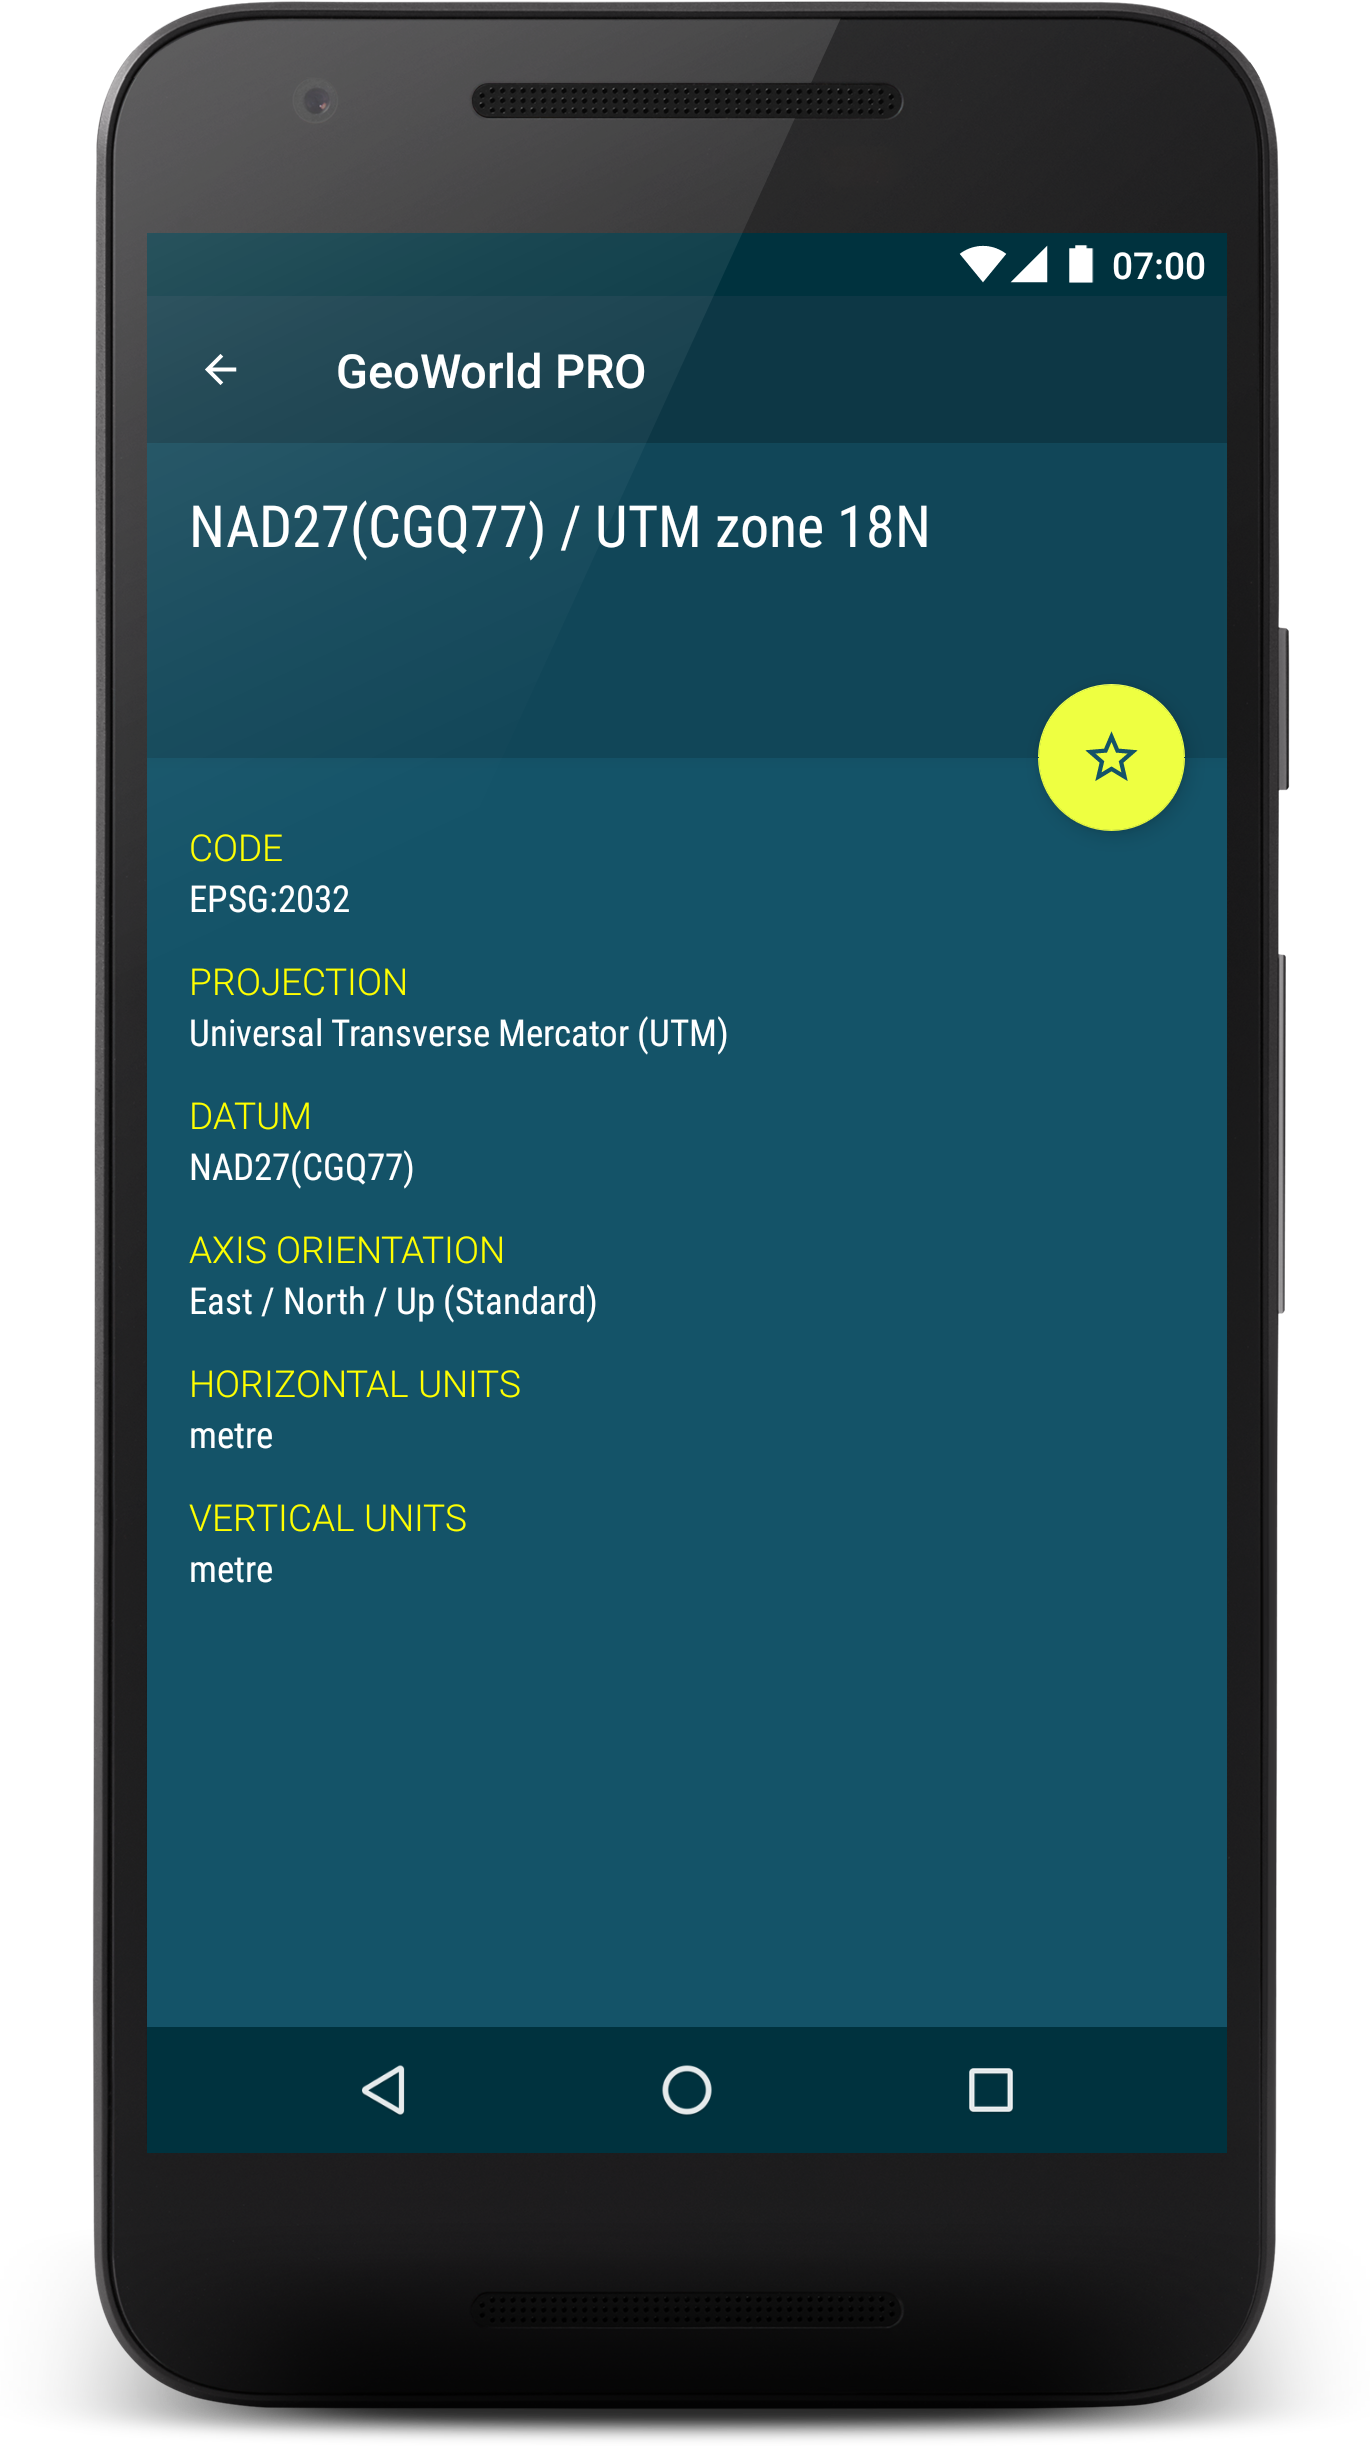 07:00
GeoWorld PRO
NAD27(CGQ77) / UTM zone 18N
CODE
EPSG:2032
PROJECTION
Universal Transverse Mercator (UTM)
DATUM
NAD27(CGQ77)
AXIS ORIENTATION
East / North / Up (Standard)
HORIZONTAL UNITS
metre
VERTICAL UNITS
metre